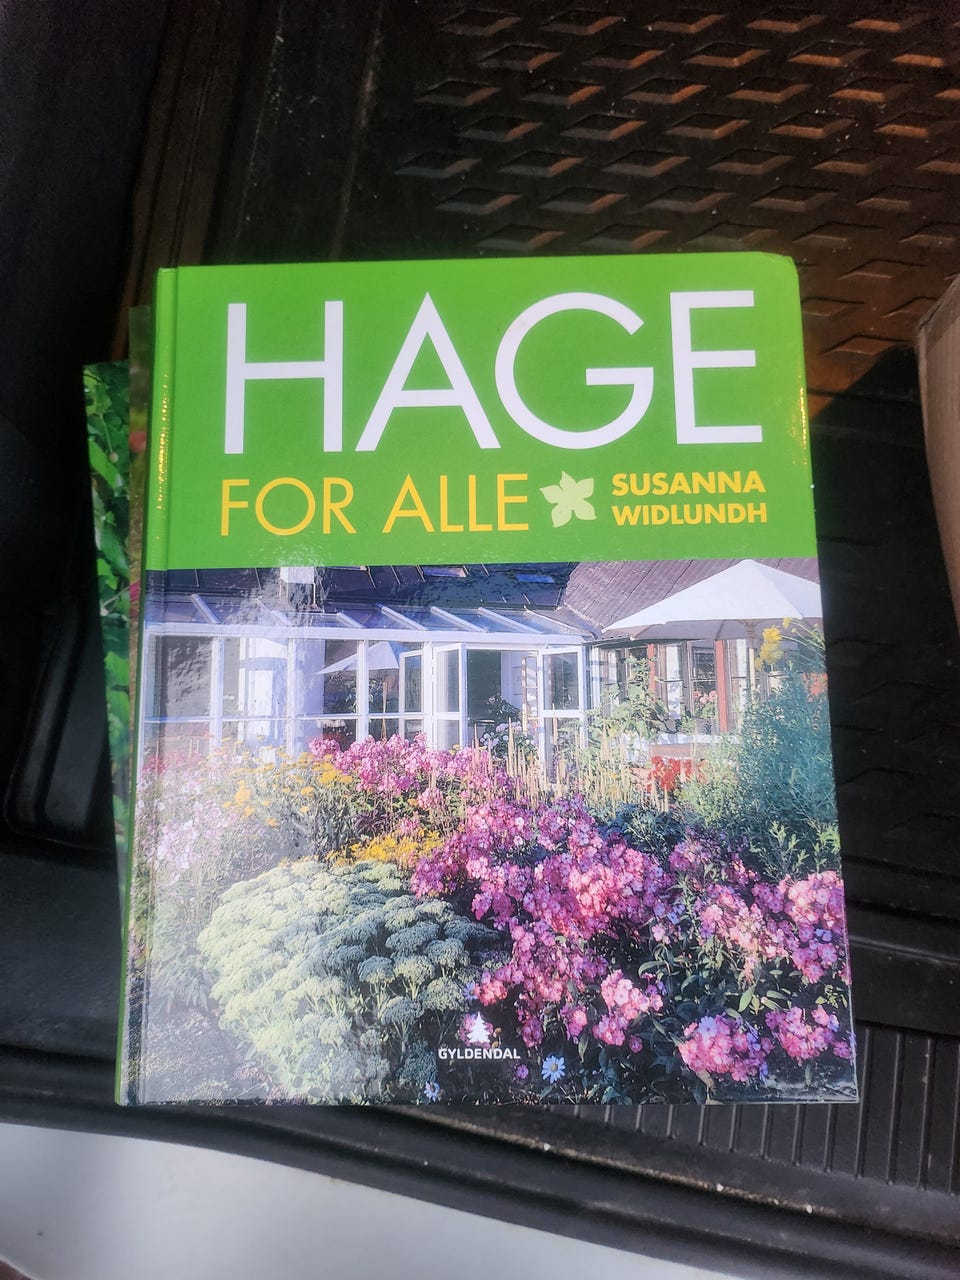 HAGE
FOR ALLE
SUSANNA
WIDLUNDH
GYLDENDAL